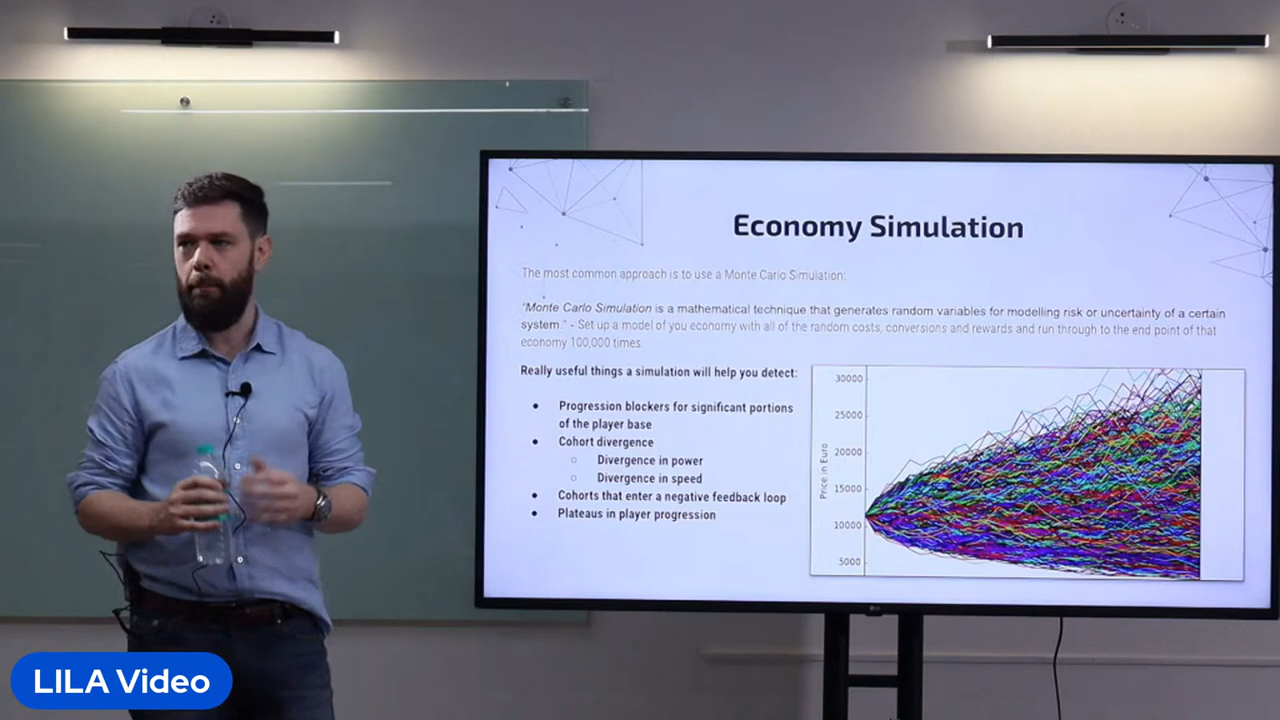 Economy Simulation
The most common approach is to use a Monte Carlo Simulation:
"Monte Carlo Simulation is a mathematical technique that generates random variables for modelling risk or uncertainty of a certain
system." - Set up a model of you economy with all of the random costs, conversions and rewards and run through to the end point of that
economy 100,000 times.
Really useful things a simulation will help you detect:
● Progression blockers for significant portions
of the player base
● Cohort divergence
○ Divergence in power
○ Divergence in speed
● Cohorts that enter a negative feedback loop
● Plateaus in player progression
30000
25000
20000
15000
10000
5000
Price in Euro
LG
LILA Video